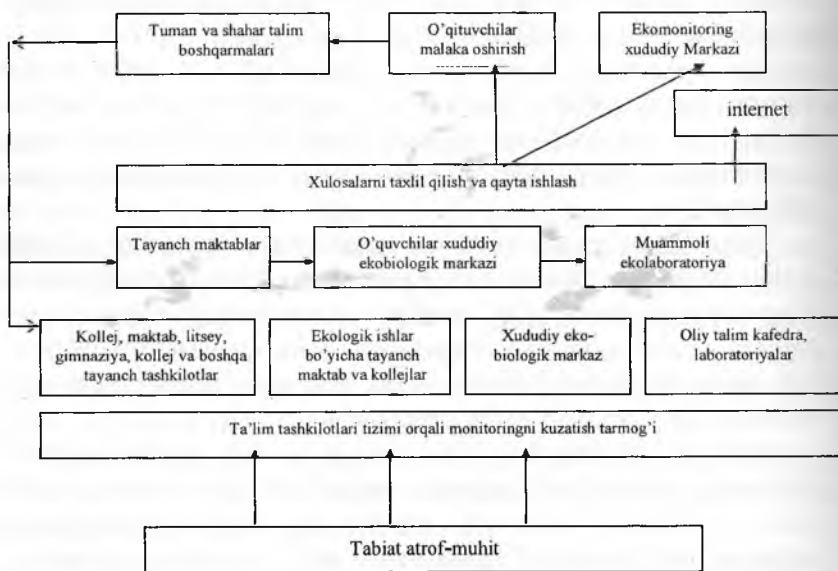 Tuman va shahar talim
boshqarmalari
O'qituvchilar
malaka oshirish
Ekomonitoring
xududiy Markazi
internet
Xulosalarni taxlil qilish va qayta ishlash
Tayanch maktablar
O'quvchilar xududiy
ekobiologik markazi
Muammoli
ekolaboratoriya
Kollej, maktab, litsey,
gimnaziya, kollej va boshqa
tayanch tashkilotlar
Ekologik ishlar
bo'yicha tayanch
maktab va kollejlar
Xududiy eko-
biologik markaz
Oliy talim kafedra,
laboratoriyalar
Ta'lim tashkilotlari tizimi orqali monitoringni kuzatish tarmog'i
Tabiat atrof-muhit